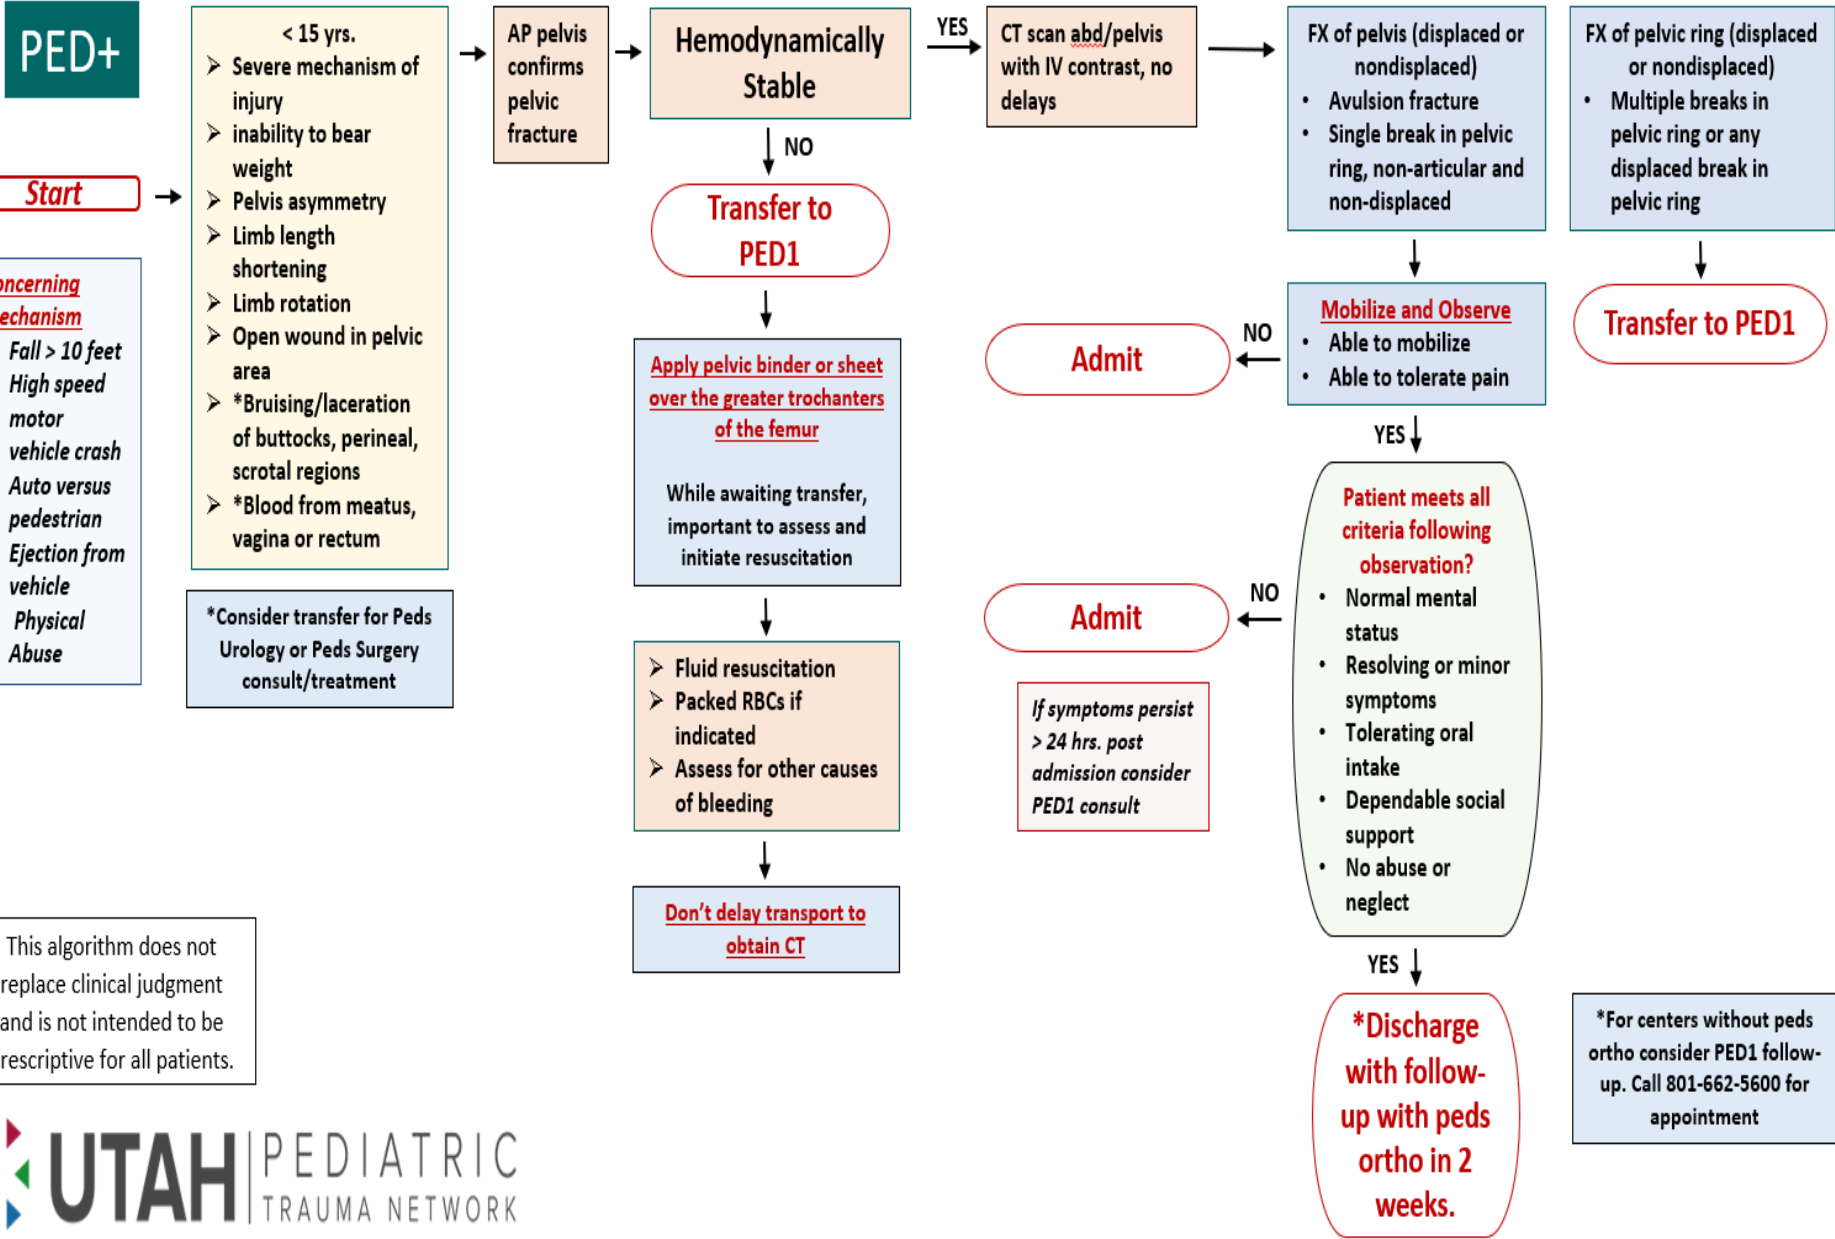 PED+
Start
oncerning
echanism
Fall > 10 feet
High speed
motor
vehicle crash
Auto versus
pedestrian
Ejection from
vehicle
Physical
Abuse
< 15 yrs.
Severe mechanism of
injury
inability to bear
weight
Pelvis asymmetry
Limb length
shortening
Limb rotation
Open wound in pelvic
area
*Bruising/laceration
of buttocks, perineal,
scrotal regions
*Blood from meatus,
vagina or rectum
*Consider transfer for Peds
Urology or Peds Surgery
consult/treatment
AP pelvis
confirms
pelvic
fracture
Hemodynamically
Stable
NO
Transfer to
PED1
Apply pelvic binder or sheet
over the greater trochanters
of the femur
While awaiting transfer,
important to assess and
initiate resuscitation
Fluid resuscitation
Packed RBCs if
indicated
Assess for other causes
of bleeding
Don't delay transport to
obtain CT
YES
CT scan abd/pelvis
with IV contrast, no
delays
FX of pelvis (displaced or
nondisplaced)
• Avulsion fracture
• Single break in pelvic
ring, non-articular and
non-displaced
Mobilize and Observe
• Able to mobilize
• Able to tolerate pain
NO
Admit
YES
Patient meets all
criteria following
observation?
• Normal mental
status
• Resolving or minor
symptoms
• Tolerating oral
intake
• Dependable social
support
• No abuse or
neglect
NO
Admit
If symptoms persist
> 24 hrs. post
admission consider
PED1 consult
YES
*Discharge
with follow-
up with peds
ortho in 2
weeks.
FX of pelvic ring (displaced
or nondisplaced)
• Multiple breaks in
pelvic ring or any
displaced break in
pelvic ring
Transfer to PED1
*For centers without peds
ortho consider PED1 follow-
up. Call 801-662-5600 for
appointment
This algorithm does not
replace clinical judgment
and is not intended to be
rescriptive for all patients.
UTAH
PEDIATRIC
TRAUMA NETWORK